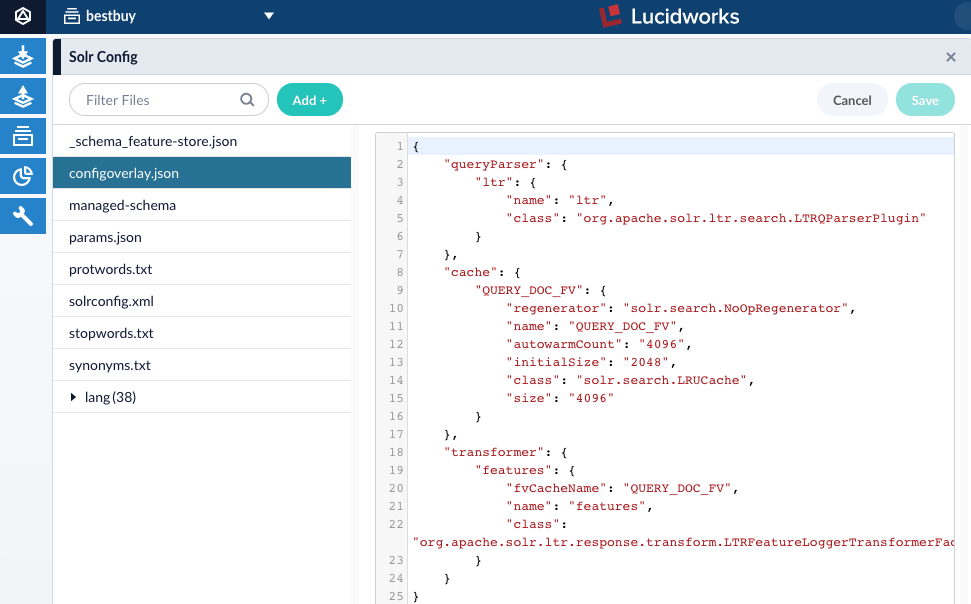 bestbuy
Lucidworks
Solr Config
Filter Files
Add +
Cancel
Save
_schema_feature-store.json
configoverlay.json
managed-schema
params.json
protwords.txt
solrconfig.xml
stopwords.txt
synonyms.txt
lang (38)
1 {
2 "queryParser": {
3 "ltr": {
4 "name": "ltr",
5 "class": "org.apache.solr.ltr.search.LTRQParserPlugin"
6 }
7 },
8 "cache": {
9 "QUERY_DOC_FV": {
10 "regenerator": "solr.search.NoOpRegenerator",
11 "name": "QUERY_DOC_FV",
12 "autowarmCount": "4096",
13 "initialSize": "2048",
14 "class": "solr.search.LRUCache",
15 "size": "4096"
16 }
17 },
18 "transformer": {
19 "features": {
20 "fvCacheName": "QUERY_DOC_FV",
21 "name": "features",
22 "class":
"org.apache.solr.ltr.response.transform.LTRFeatureLoggerTransformerFac
23 }
24 }
25 }